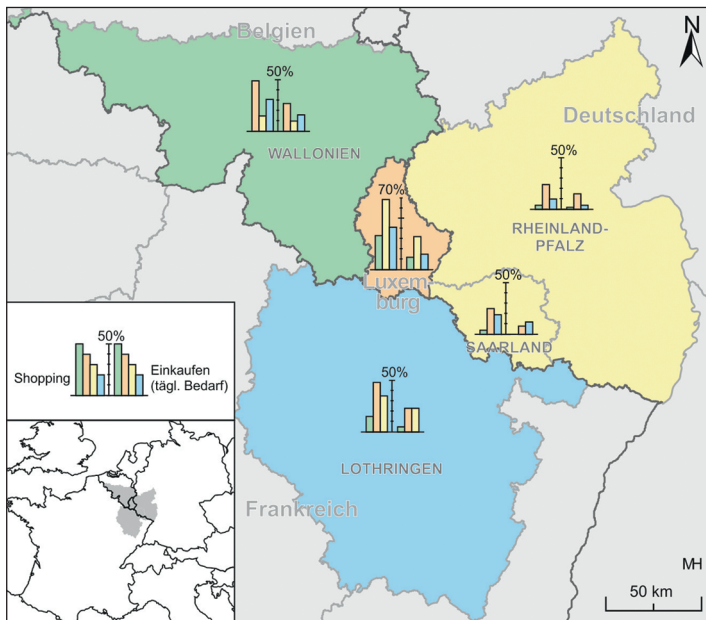 Belgien
N
50%
Deutschland
WALLONIEN
50%
70%
RHEINLAND-
PFALZ
Luxem-
burg
50%
SAARLAND
50%
Shopping
Einkaufen
(tägl. Bedarf)
50%
LOTHRINGEN
Frankreich
MH
50 km